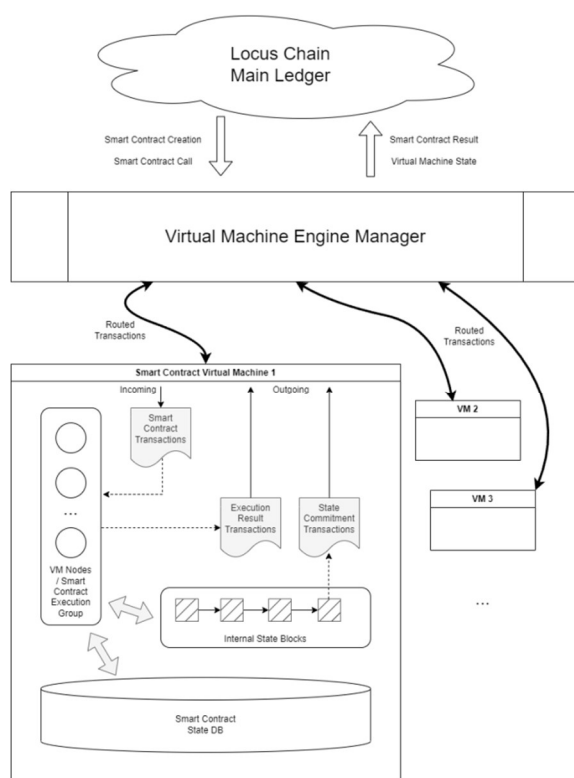 Locus Chain
Main Ledger
Smart Contract Creation
Smart Contract Call
Smart Contract Result
Virtual Machine State
Virtual Machine Engine Manager
Routed
Transactions
Routed
Transactions
Smart Contract Virtual Machine 1
Incoming
Outgoing
Smart
Contract
Transactions
VM 2
...
Execution
Result
Transactions
State
Commitment
Transactions
VM 3
VM Nodes
/ Smart
Contract
Execution
Group
Internal State Blocks
...
Smart Contract
State DB